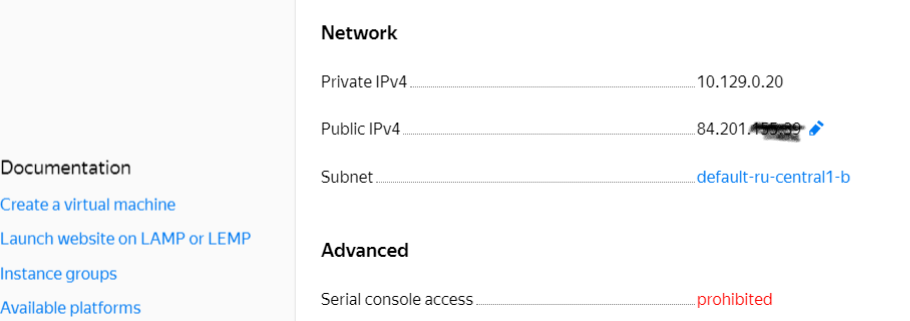 Network
Private IPv4 10.129.0.20
Public IPv4 84.201.
Subnet default-ru-central1-b
Documentation
Create a virtual machine
Launch website on LAMP or LEMP
Instance groups
Available platforms
Advanced
Serial console access prohibited